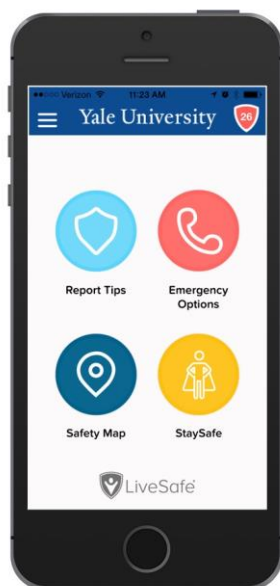 Verizon 11:23 AM
Yale University 26
Report Tips
Emergency
Options
Safety Map
StaySafe
LiveSafe